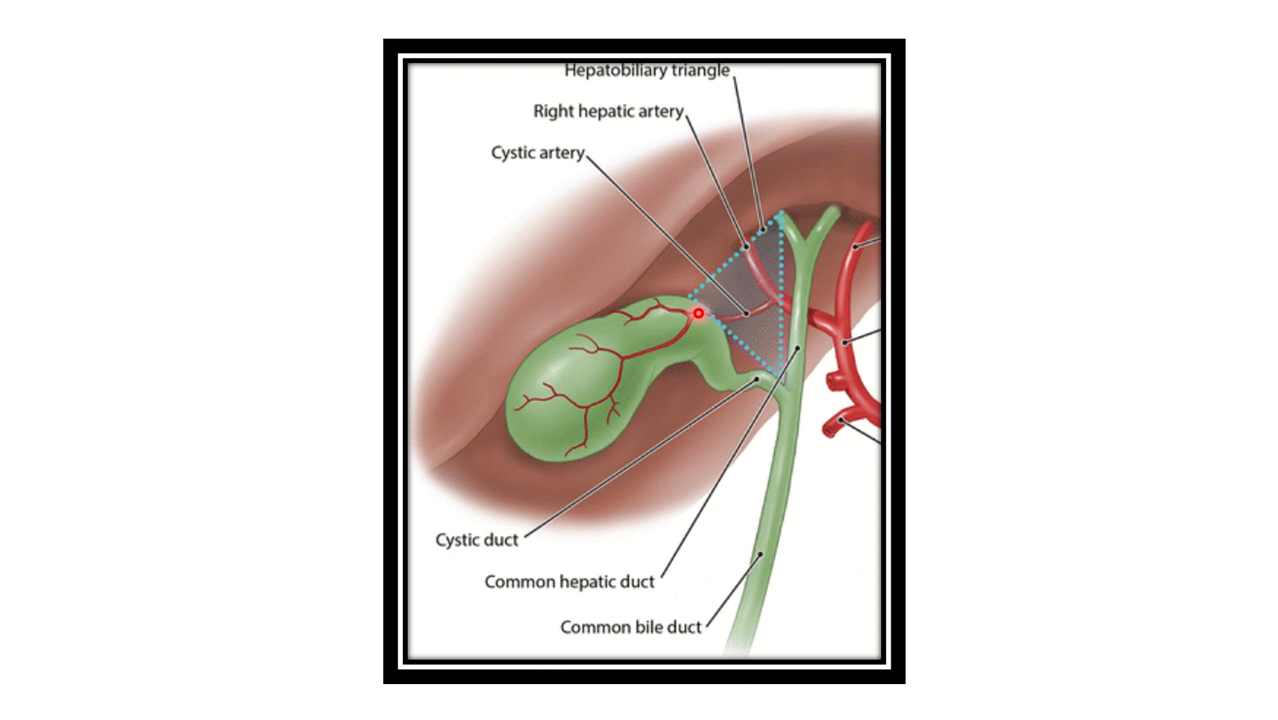 Hepatobiliary triangle
Right hepatic artery
Cystic artery
Cystic duct
Common hepatic duct
Common bile duct